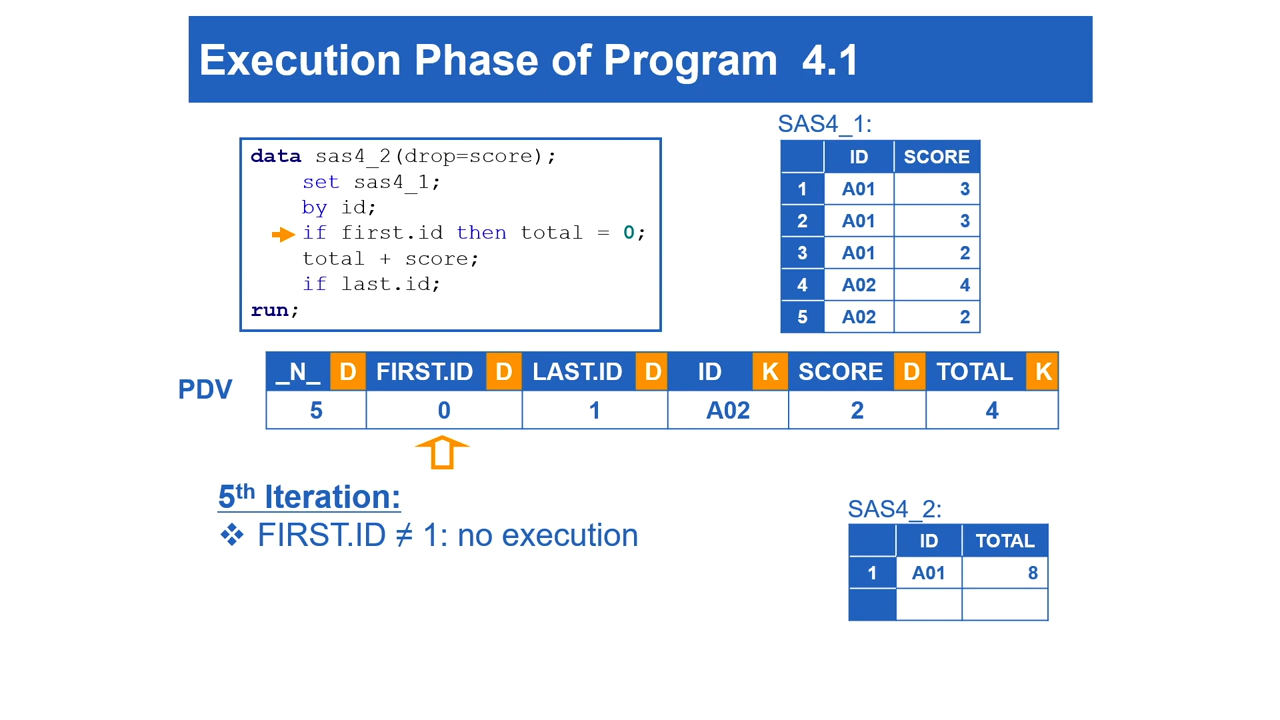 Execution Phase of Program 4.1
data sas4_2(drop=score);
set sas4_1;
by id;
if first.id then total = 0;
total + score;
if last.id;
run;
SAS4_1:
ID SCORE
1 A01 3
2 A01 3
3 A01 2
4 A02 4
5 A02 2
PDV
_N_ D FIRST.ID D LAST.ID D ID K SCORE D TOTAL K
5 0 1 A02 2 4
5th Iteration:
❖ FIRST.ID ≠ 1: no execution
SAS4_2:
ID TOTAL
1 A01 8